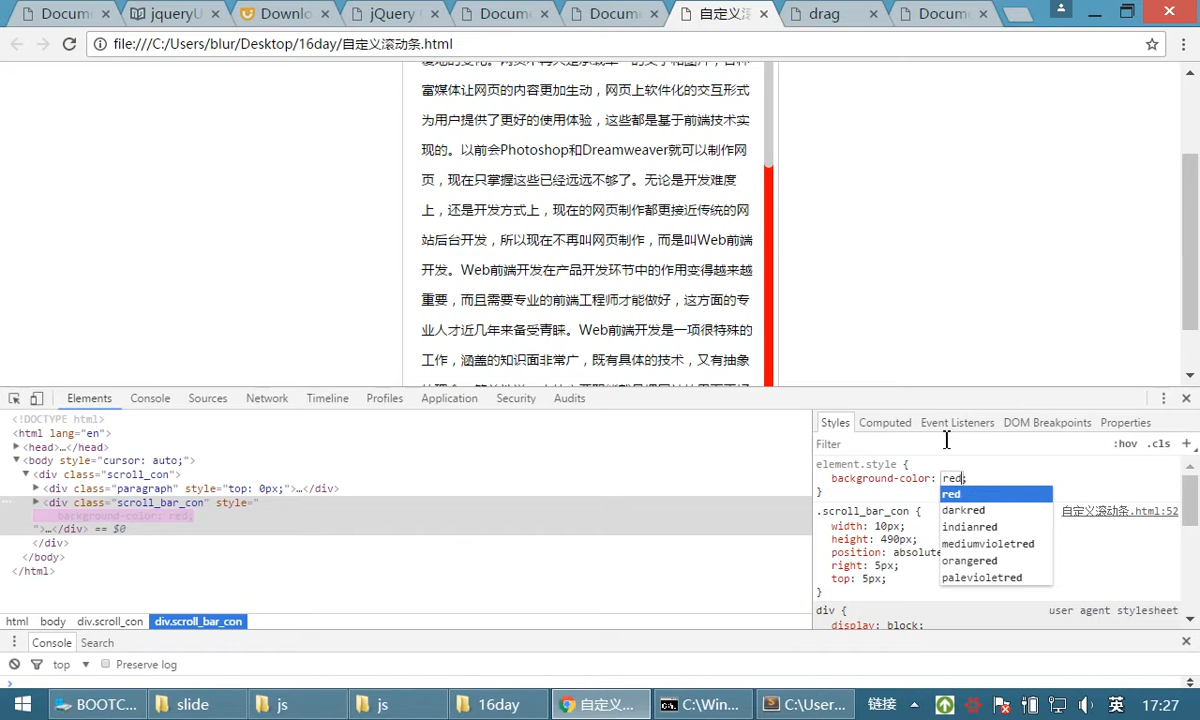 Docum
jqueryU
Downlo
jQuery
Docum
Docum
自定义滚
drag
Docum
file:///C:/Users/blur/Desktop/16day/自定义滚动条.html
富媒体让网页的内容更加生动，网页上软件化的交互形式
为用户提供了更好的使用体验，这些都是基于前端技术实
现的。以前会Photoshop和Dreamweaver就可以制作网
页，现在只掌握这些已经远远不够了。无论是开发难度
上，还是开发方式上，现在的网页制作都更接近传统的网
站后台开发，所以现在不再叫网页制作，而是叫Web前端
开发。Web前端开发在产品开发环节中的作用变得越来越
重要，而且需要专业的前端工程师才能做好，这方面的专
业人才近几年来备受青睐。Web前端开发是一项很特殊的
工作，涵盖的知识面非常广，既有具体的技术，又有抽象
Elements Console Sources Network Timeline Profiles Application Security Audits
<!DOCTYPE html>
<html lang="en">
<head>…</head>
<body style="cursor: auto;">
<div class="scroll_con">
<div class="paragraph" style="top: 0px;">…</div>
<div class="scroll_bar_con" style="
background-color: red;
">…</div> == $0
</div>
</body>
</html>
html body div.scroll_con div.scroll_bar_con
Styles Computed Event Listeners DOM Breakpoints Properties
Filter :hov .cls +
element.style {
background-color: red;
}
red
darkred
indianred
mediumvioletred
orangered
palevioletred
.scroll_bar_con { 自定义滚动条.html:52
width: 10px;
height: 490px;
position: absolute
right: 5px;
top: 5px;
}
div { user agent stylesheet
display: block;
Console Search
top Preserve log
BOOTC...
slide
js
js
16day
自定义...
C:\Win...
C:\User...
链接
英
17:27